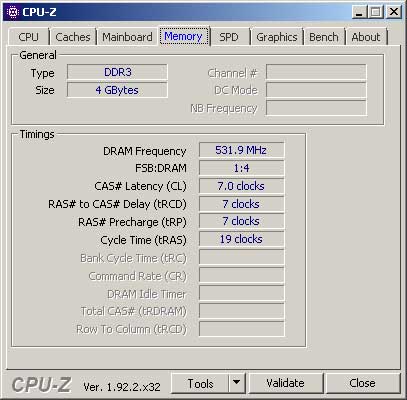 CPU-Z
CPU Caches Mainboard Memory SPD Graphics Bench About
General
Type DDR3 Channel #
Size 4 GBytes DC Mode
NB Frequency
Timings
DRAM Frequency 531.9 MHz
FSB:DRAM 1:4
CAS# Latency (CL) 7.0 clocks
RAS# to CAS# Delay (tRCD) 7 clocks
RAS# Precharge (tRP) 7 clocks
Cycle Time (tRAS) 19 clocks
Bank Cycle Time (tRC)
Command Rate (CR)
DRAM Idle Timer
Total CAS# (tRDRAM)
Row To Column (tRCD)
CPU-Z Ver. 1.92.2.x32 Tools Validate Close